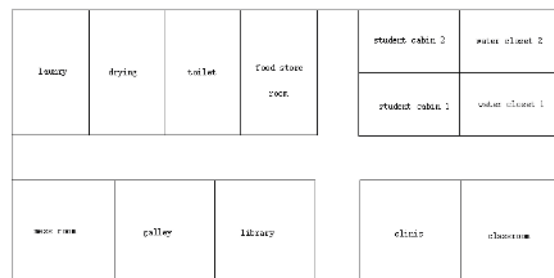 student cabin 2
water closet 2
food store
room
laundry
drying
toilet
student cabin 1
water closet 1
mess room
galley
library
clinic
classroom